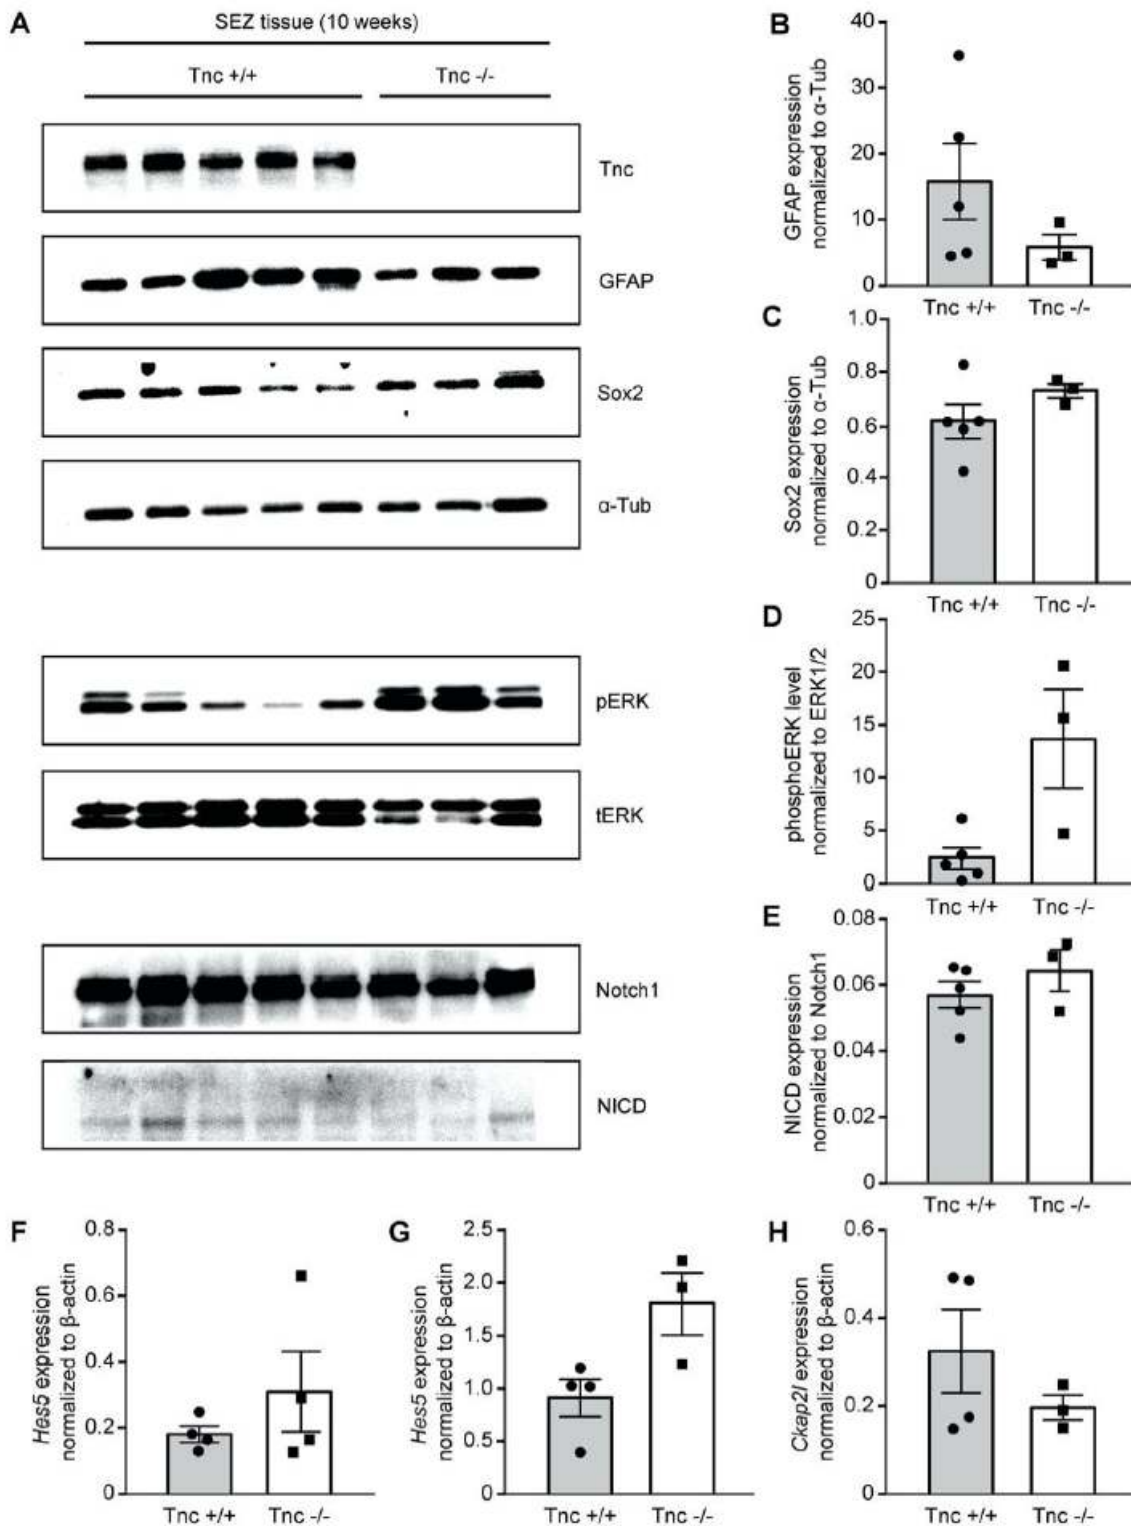 A
SEZ tissue (10 weeks)
Tnc +/+
Tnc -/-
Tnc
GFAP
Sox2
α-Tub
pERK
tERK
Notch1
NICD
B
GFAP expression
normalized to α-Tub
40
30
20
10
0
Tnc +/+
Tnc -/-
C
Sox2 expression
normalized to α-Tub
1.0
0.8
0.6
0.4
0.2
0
Tnc +/+
Tnc -/-
D
phosphoERK level
normalized to ERK1/2
25
20
15
10
5
0
Tnc +/+
Tnc -/-
E
NICD expression
normalized to Notch1
0.08
0.06
0.04
0.02
0
Tnc +/+
Tnc -/-
F
Hes5 expression
normalized to β-actin
0.8
0.6
0.4
0.2
0
Tnc +/+
Tnc -/-
G
Hes5 expression
normalized to β-actin
2.5
2.0
1.5
1.0
0.5
0
Tnc +/+
Tnc -/-
H
Ckap2l expression
normalized to β-actin
0.6
0.4
0.2
0
Tnc +/+
Tnc -/-